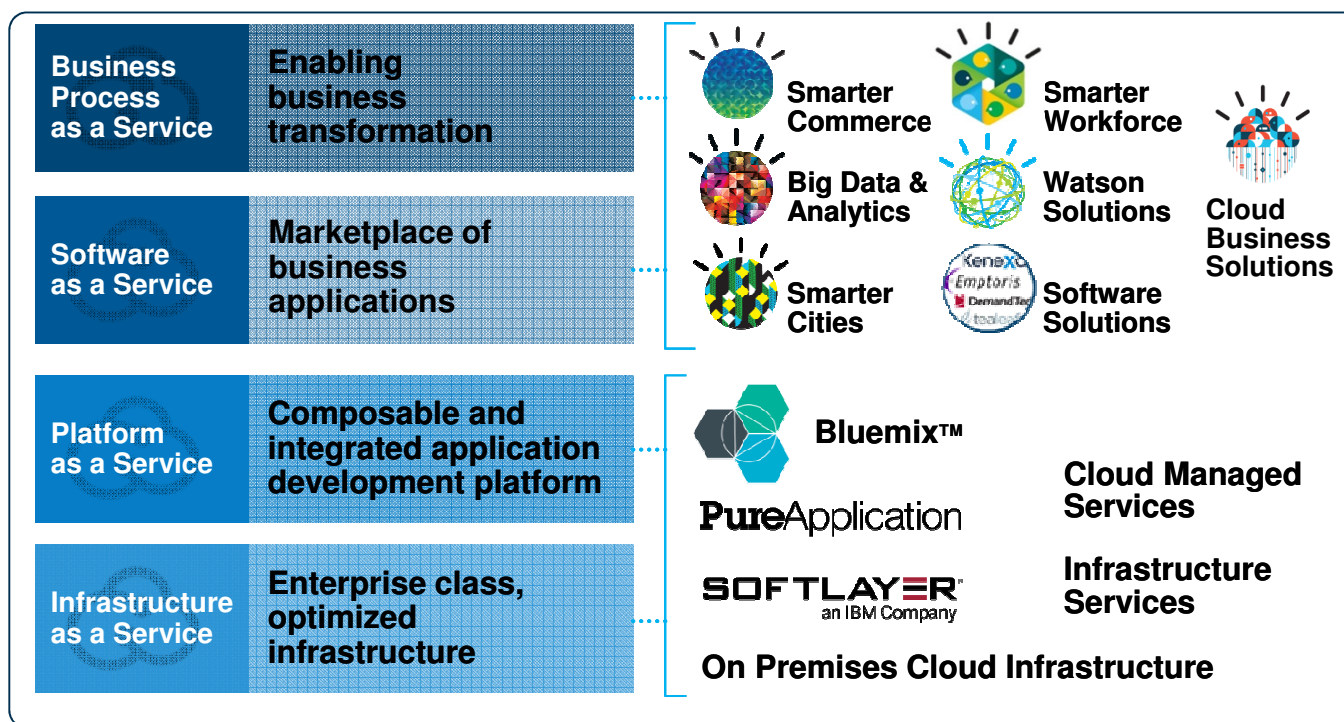 Business
Process
as a Service
Enabling
business
transformation
Software
as a Service
Marketplace of
business
applications
Platform
as a Service
Composable and
integrated application
development platform
Infrastructure
as a Service
Enterprise class,
optimized
infrastructure
Smarter
Commerce
Smarter
Workforce
Big Data &
Analytics
Watson
Solutions
Smarter
Cities
Kenexa
Emptoris
DemandTec
tealeaf
Software
Solutions
Cloud
Business
Solutions
Bluemix™
PureApplication
SOFTLAYER®
an IBM Company
Cloud Managed
Services
Infrastructure
Services
On Premises Cloud Infrastructure